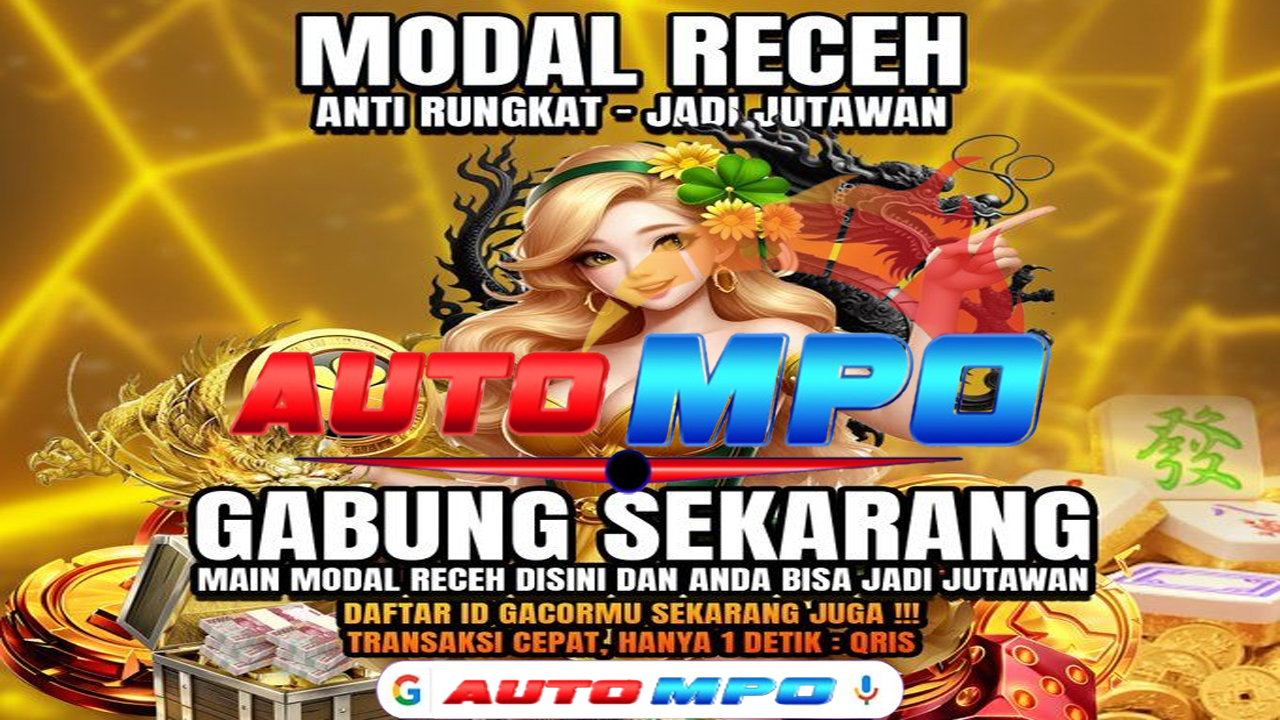 MODAL RECEH
ANTI RUNGKAT - JADI JUTAWAN
AUTO MPO
發
GABUNG SEKARANG
MAIN MODAL RECEH DISINI DAN ANDA BISA JADI JUTAWAN
DAFTAR ID GACORMU SEKARANG JUGA !!!
TRANSAKSI CEPAT, HANYA 1 DETIK : QRIS
G AUTO MPO